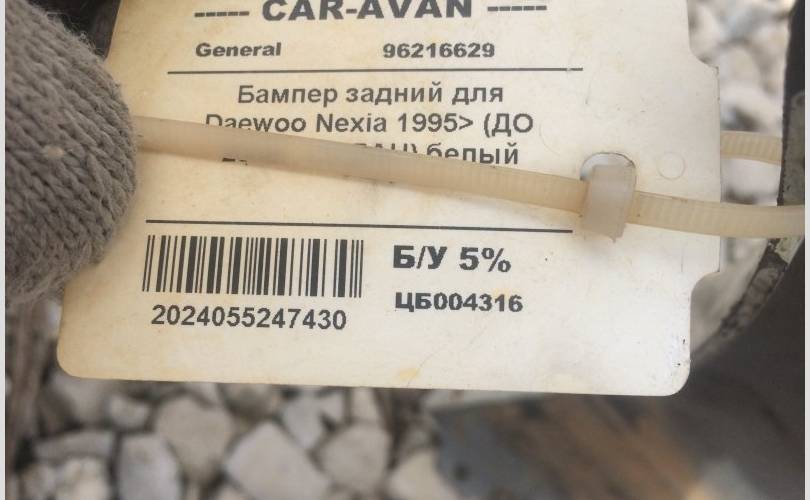 ----- CAR-AVAN -----
General 96216629
Бампер задний для
Daewoo Nexia 1995> (ДО
белый
Б/У 5%
ЦБ004316
2024055247430